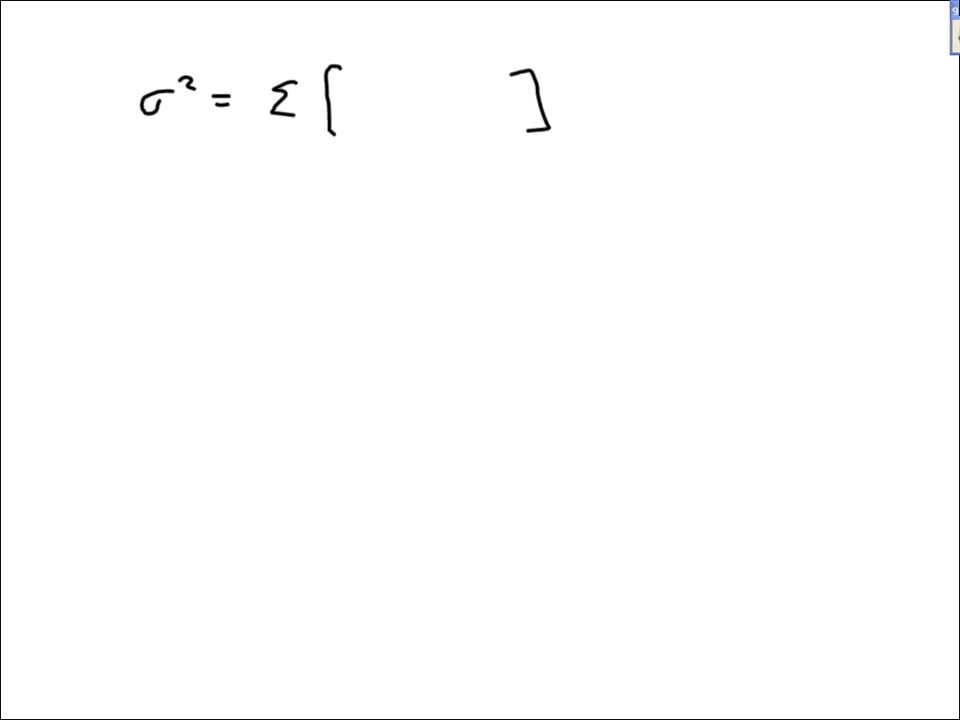 σ² = Σ [ ]